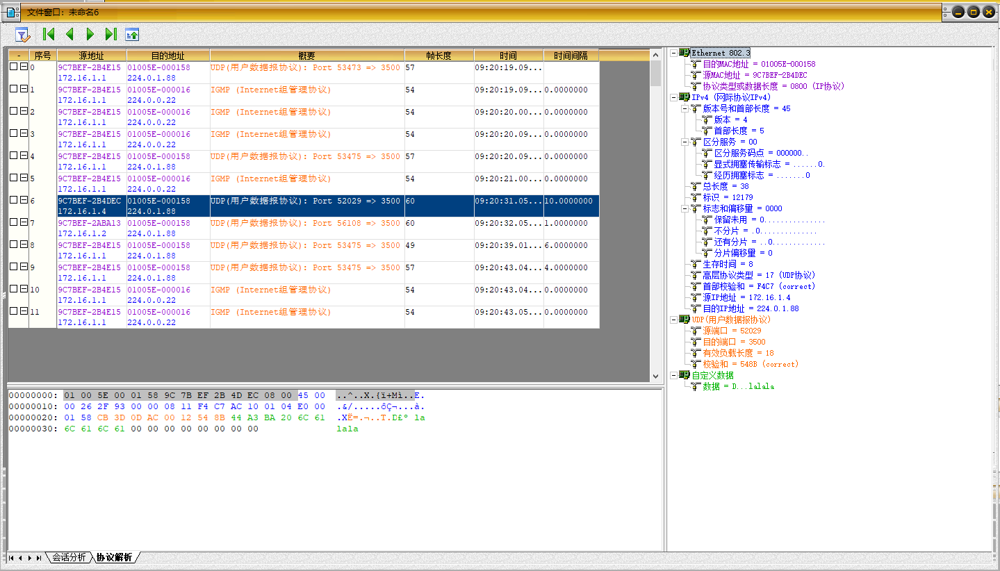 文件窗口: 未命名6
- 序号 源地址 目的地址 概要 帧长度 时间 时间间隔
0 9C7BEF-2B4E15 01005E-000158 UDP(用户数据报协议): Port 53473 => 3500 57 09:20:19.09...
172.16.1.1 224.0.1.88
1 9C7BEF-2B4E15 01005E-000016 IGMP (Internet组管理协议) 54 09:20:19.09... 0.0000000
172.16.1.1 224.0.0.22
2 9C7BEF-2B4E15 01005E-000016 IGMP (Internet组管理协议) 54 09:20:20.00... 0.0000000
172.16.1.1 224.0.0.22
3 9C7BEF-2B4E15 01005E-000016 IGMP (Internet组管理协议) 54 09:20:20.09... 0.0000000
172.16.1.1 224.0.0.22
4 9C7BEF-2B4E15 01005E-000158 UDP(用户数据报协议): Port 53475 => 3500 57 09:20:20.09... 0.0000000
172.16.1.1 224.0.1.88
5 9C7BEF-2B4E15 01005E-000016 IGMP (Internet组管理协议) 54 09:20:21.00... 0.0000000
172.16.1.1 224.0.0.22
6 9C7BEF-2B4DEC 01005E-000158 UDP(用户数据报协议): Port 52029 => 3500 60 09:20:31.05... 10.0000000
172.16.1.4 224.0.1.88
7 9C7BEF-2ABA13 01005E-000158 UDP(用户数据报协议): Port 56108 => 3500 60 09:20:32.05... 1.0000000
172.16.1.2 224.0.1.88
8 9C7BEF-2B4E15 01005E-000158 UDP(用户数据报协议): Port 53475 => 3500 49 09:20:39.01... 6.0000000
172.16.1.1 224.0.1.88
9 9C7BEF-2B4E15 01005E-000158 UDP(用户数据报协议): Port 53475 => 3500 57 09:20:43.04... 4.0000000
172.16.1.1 224.0.1.88
10 9C7BEF-2B4E15 01005E-000016 IGMP (Internet组管理协议) 54 09:20:43.04... 0.0000000
172.16.1.1 224.0.0.22
11 9C7BEF-2B4E15 01005E-000016 IGMP (Internet组管理协议) 54 09:20:43.05... 0.0000000
172.16.1.1 224.0.0.22
00000000: 01 00 5E 00 01 58 9C 7B EF 2B 4D EC 08 00 45 00 ..^..X.{ï+Mì..E.
00000010: 00 26 2F 93 00 00 08 11 F4 C7 AC 10 01 04 E0 00 .&/.....ôÇ¬...à.
00000020: 01 58 CB 3D 0D AC 00 12 54 8B 44 A3 BA 20 6C 61 .XË=.¬..T.D£º la
00000030: 6C 61 6C 61 00 00 00 00 00 00 00 00 lala
会话分析 协议解析
Ethernet 802.3
目的MAC地址 = 01005E-000158
源MAC地址 = 9C7BEF-2B4DEC
协议类型或数据长度 = 0800 (IP协议)
IPv4 (网际协议IPv4)
版本号和首部长度 = 45
版本 = 4
首部长度 = 5
区分服务 = 00
区分服务码点 = 000000..
显式拥塞传输标志 = ......0.
经历拥塞标志 = .......0
总长度 = 38
标识 = 12179
标志和偏移量 = 0000
保留未用 = 0...............
不分片 = .0..............
还有分片 = ..0.............
分片偏移量 = 0
生存时间 = 8
高层协议类型 = 17 (UDP协议)
首部校验和 = F4C7 (correct)
源IP地址 = 172.16.1.4
目的IP地址 = 224.0.1.88
UDP(用户数据报协议)
源端口 = 52029
目的端口 = 3500
有效负载长度 = 18
校验和 = 548B (correct)
自定义数据
数据 = D...lalala